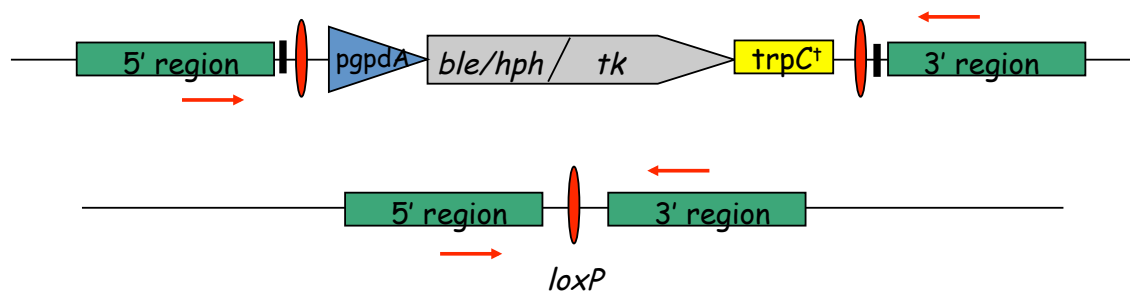 5' region pgpdA ble/hph / tk trpC† 3' region
5' region 3' region
loxP